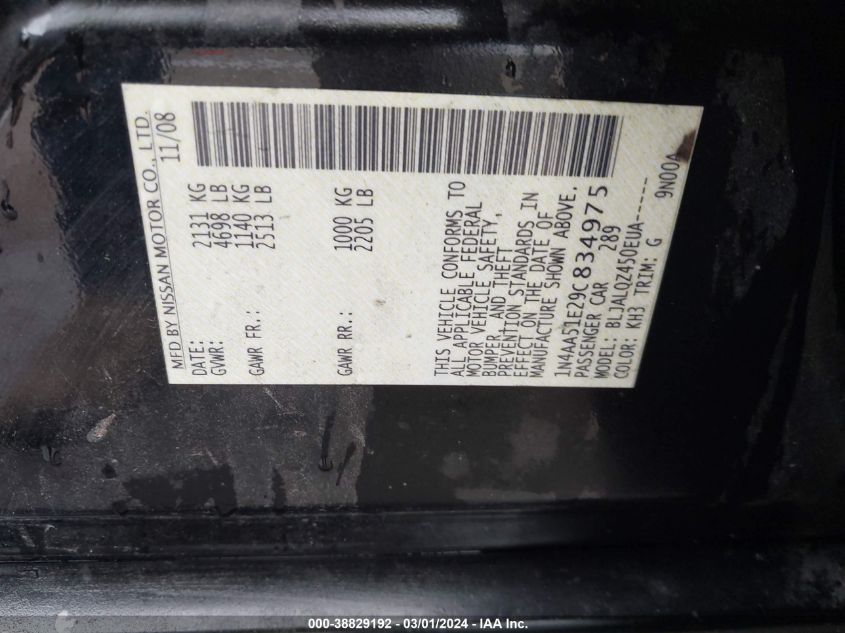 MFD BY NISSAN MOTOR CO., LTD.
DATE: 11/08
GVWR: 2131 KG
4698 LB
GAWR FR.: 1140 KG
2513 LB
GAWR RR.: 1000 KG
2205 LB
THIS VEHICLE CONFORMS TO
ALL APPLICABLE FEDERAL
MOTOR VEHICLE SAFETY,
BUMPER, AND THEFT
PREVENTION STANDARDS IN
EFFECT ON THE DATE OF
MANUFACTURE SHOWN ABOVE.
1N4AA51E29C834975
PASSENGER CAR 289
MODEL: BLJALQZ450EUA------
COLOR: KH3 TRIM: G 9N00A
000-38829192 - 03/01/2024 - IAA Inc.